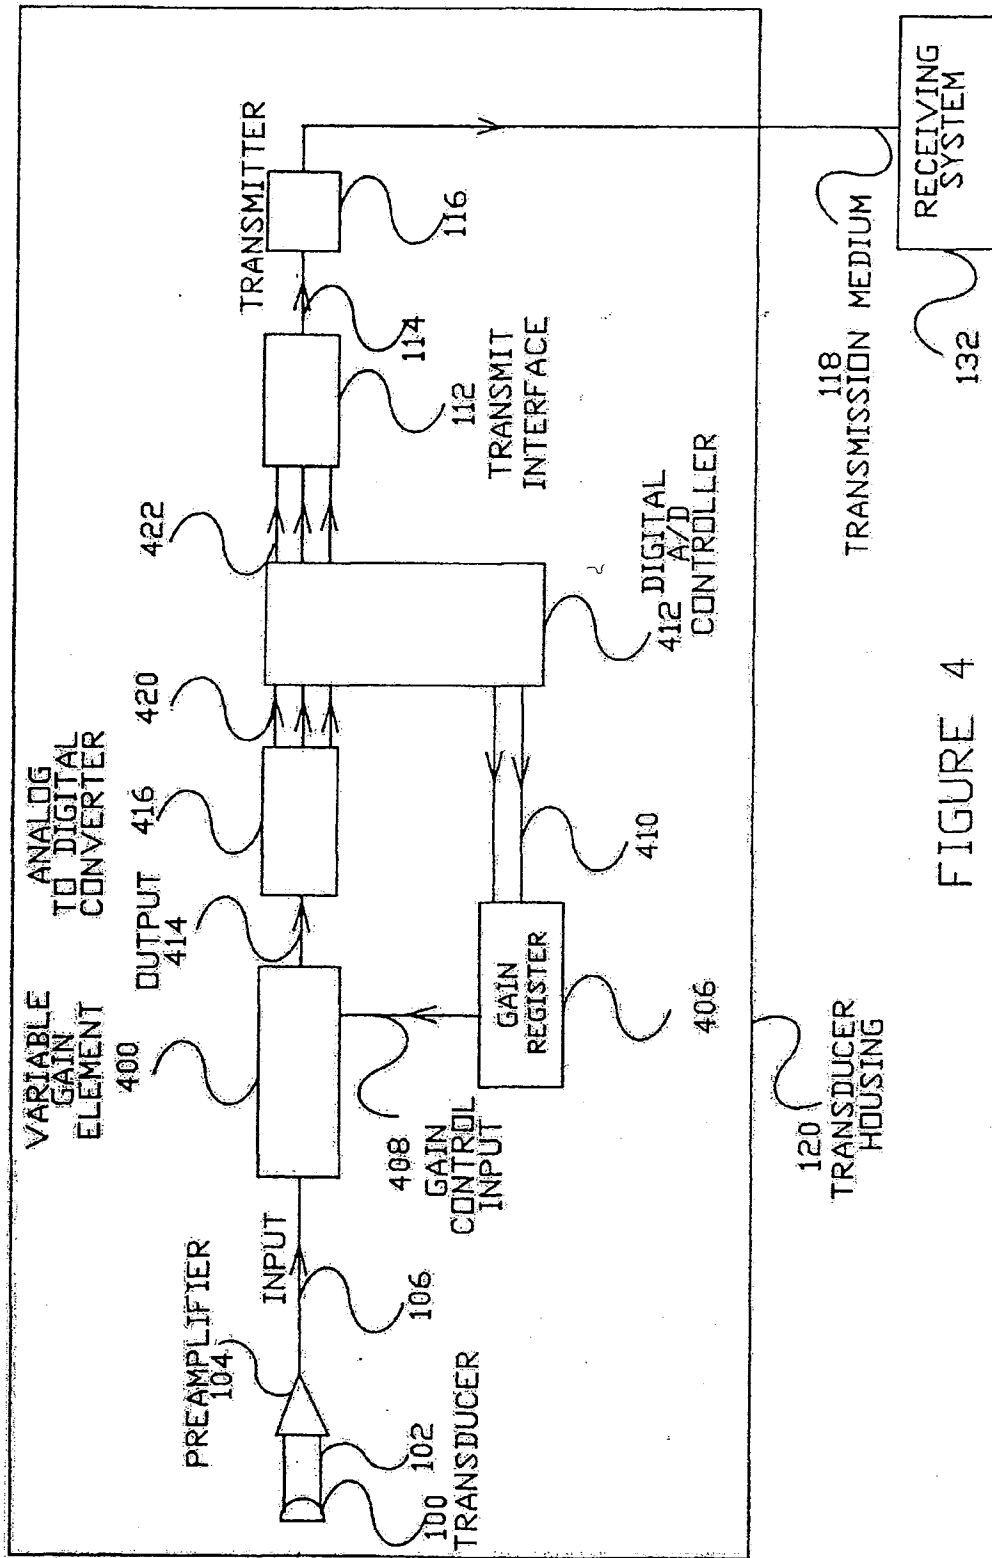 VARIABLE
GAIN
ELEMENT
400
ANALOG
TO DIGITAL
CONVERTER
416
OUTPUT
414
420
422
TRANSMITTER
116
114
112
TRANSMIT
INTERFACE
PREAMPLIFIER
104
INPUT
106
102
100
TRANSDUCER
408
GAIN
CONTROL
INPUT
GAIN
REGISTER
406
410
412
DIGITAL
A/D
CONTROLLER
120
TRANSDUCER
HOUSING
118
TRANSMISSION MEDIUM
132
RECEIVING
SYSTEM
FIGURE 4